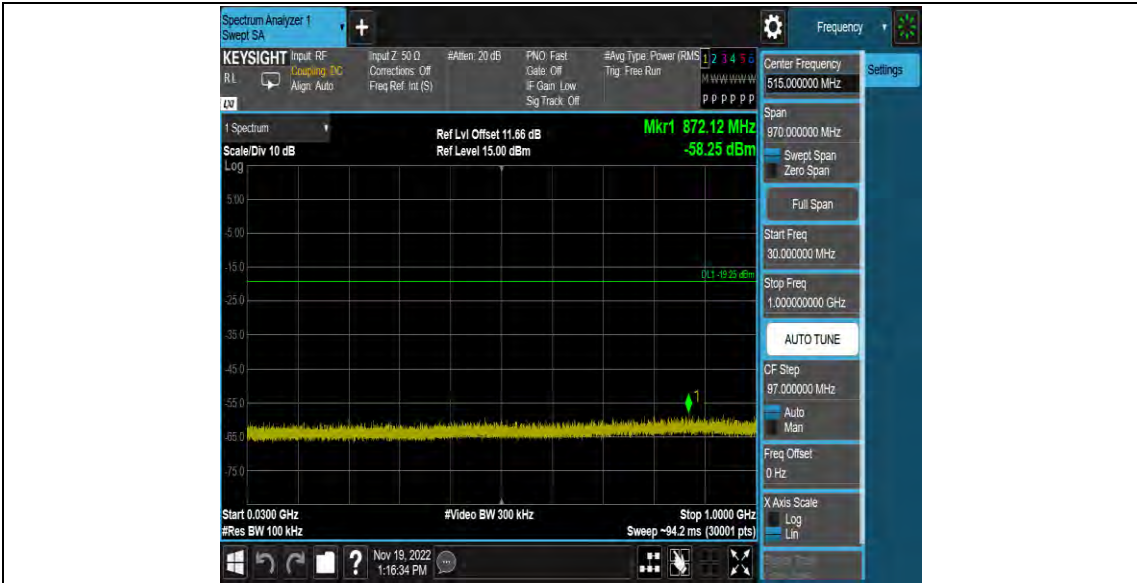 Spectrum Analyzer 1
Swept SA
+
Frequency
KEYSIGHT Input: RF Input Z: 50 Ω #Atten: 20 dB PNO: Fast #Avg Type: Power (RMS 1 2 3 4 5 6
R L Coupling: DC Corrections: Off Gate: Off Trig: Free Run M W W W W W
Align: Auto Freq Ref: Int (S) IF Gain: Low
LXI Sig Track: Off P P P P P P
1 Spectrum
Ref Lvl Offset 11.66 dB Mkr1 872.12 MHz
Scale/Div 10 dB Ref Level 15.00 dBm -58.25 dBm
Log
5.00
-5.00
-15.0
DL1 -19.25 dBm
-25.0
-35.0
-45.0
1
-55.0
-65.0
-75.0
Start 0.0300 GHz #Video BW 300 kHz Stop 1.0000 GHz
#Res BW 100 kHz Sweep ~94.2 ms (30001 pts)
? Nov 19, 2022
1:16:34 PM
Center Frequency
515.000000 MHz
Settings
Span
970.000000 MHz
Swept Span
Zero Span
Full Span
Start Freq
30.000000 MHz
Stop Freq
1.000000000 GHz
AUTO TUNE
CF Step
97.000000 MHz
Auto
Man
Freq Offset
0 Hz
X Axis Scale
Log
Lin